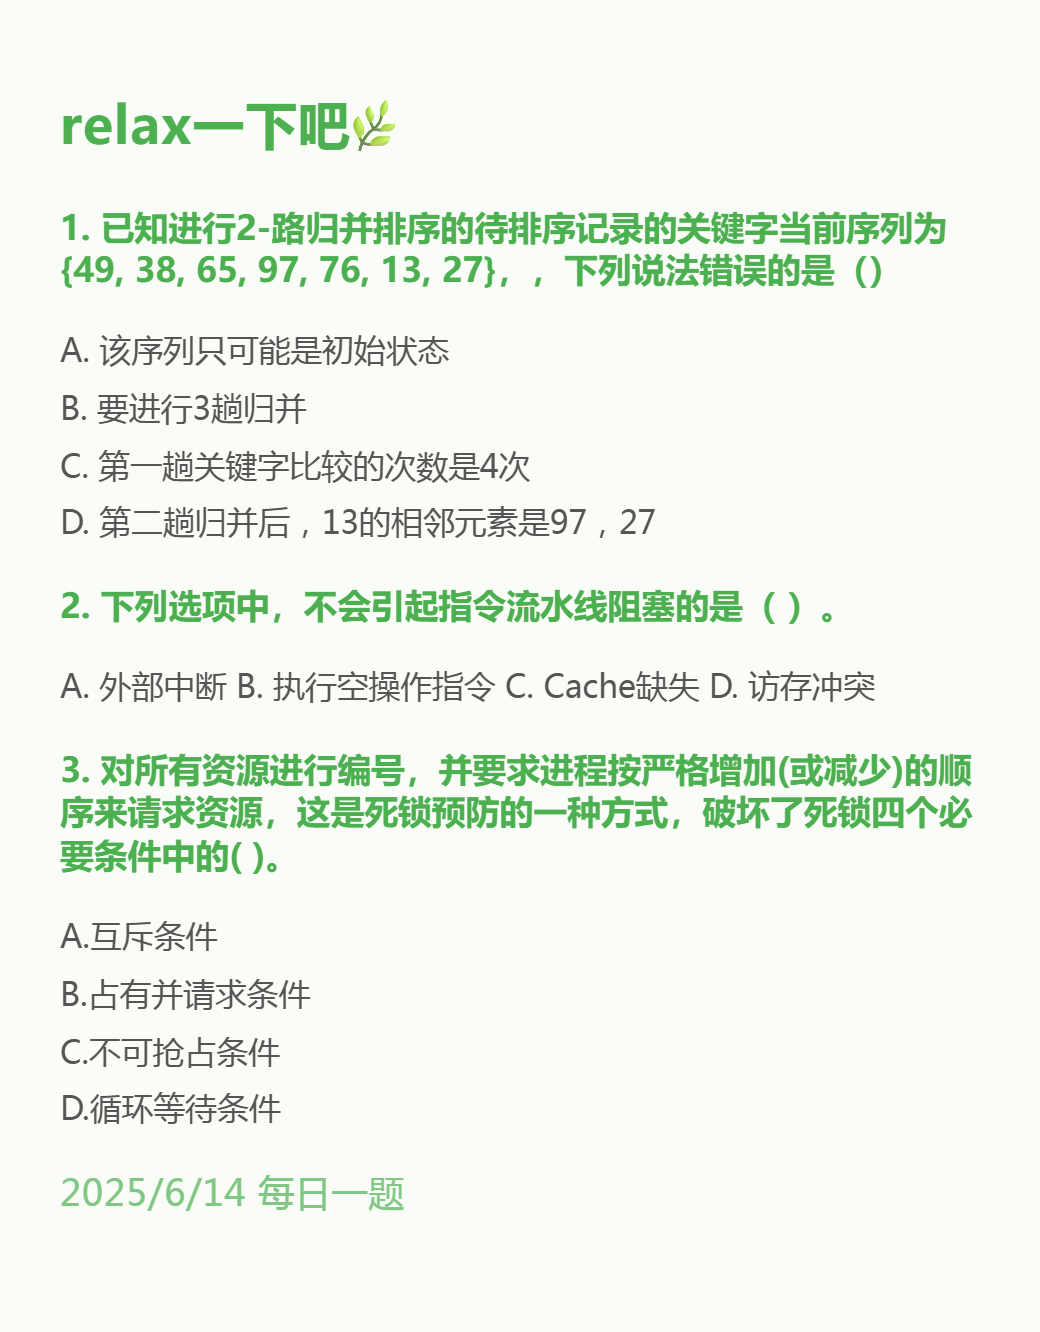 relax一下吧🌿
1. 已知进行2-路归并排序的待排序记录的关键字当前序列为
{49, 38, 65, 97, 76, 13, 27}，，下列说法错误的是（）
A. 该序列只可能是初始状态
B. 要进行3趟归并
C. 第一趟关键字比较的次数是4次
D. 第二趟归并后，13的相邻元素是97，27
2. 下列选项中，不会引起指令流水线阻塞的是（ ）。
A. 外部中断 B. 执行空操作指令 C. Cache缺失 D. 访存冲突
3. 对所有资源进行编号，并要求进程按严格增加(或减少)的顺
序来请求资源，这是死锁预防的一种方式，破坏了死锁四个必
要条件中的( )。
A.互斥条件
B.占有并请求条件
C.不可抢占条件
D.循环等待条件
2025/6/14 每日一题